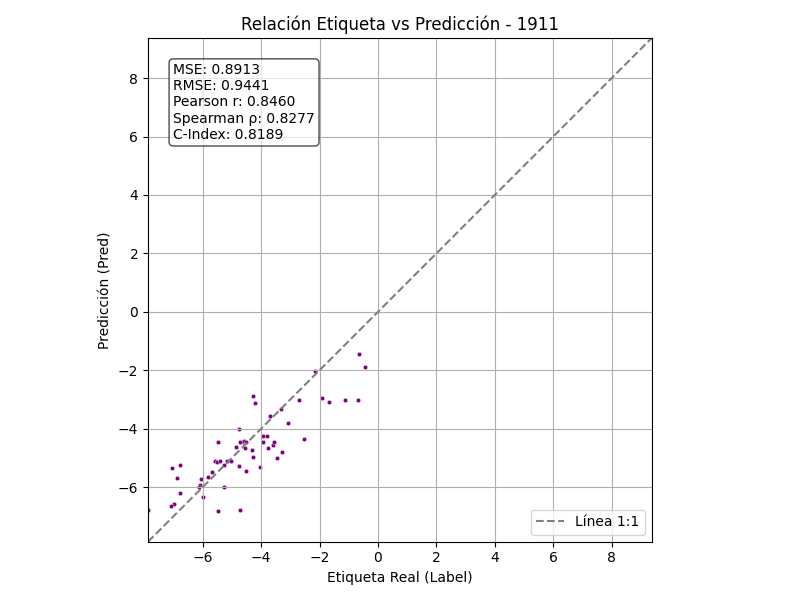 Relación Etiqueta vs Predicción - 1911
MSE: 0.8913
RMSE: 0.9441
Pearson r: 0.8460
Spearman ρ: 0.8277
C-Index: 0.8189
8
6
4
2
0
−2
−4
−6
Predicción (Pred)
Línea 1:1
−6 −4 −2 0 2 4 6 8
Etiqueta Real (Label)